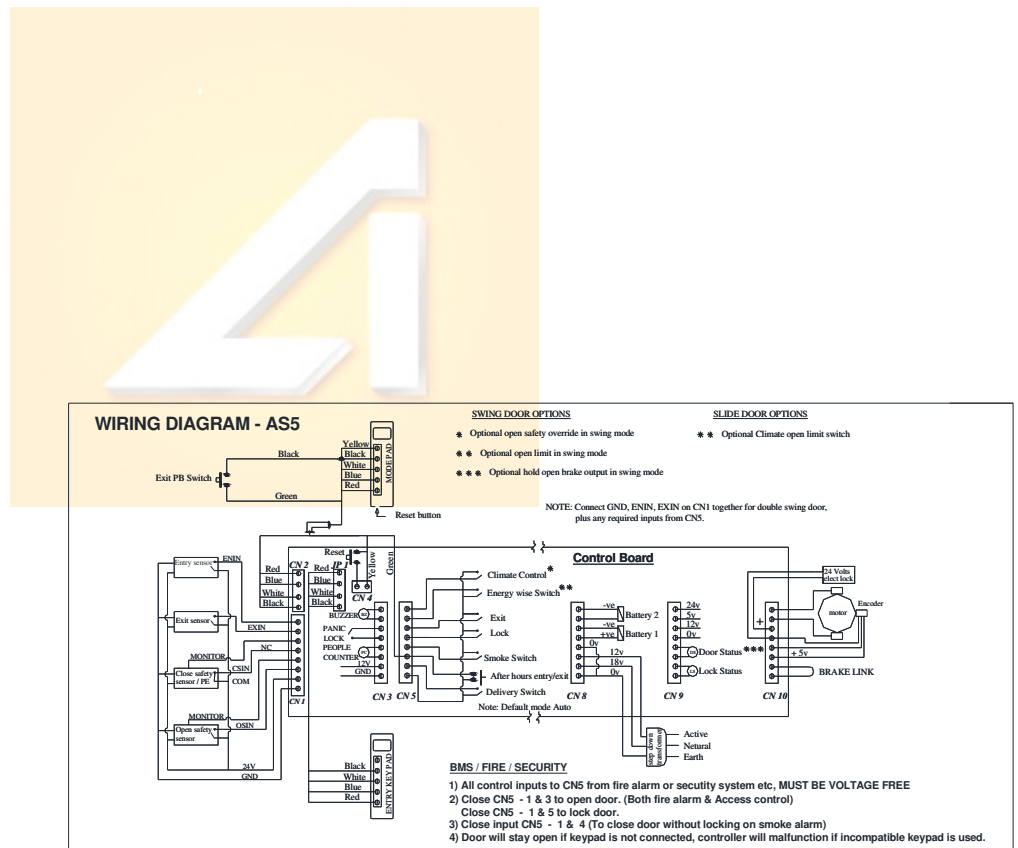 WIRING DIAGRAM - AS5
SWING DOOR OPTIONS
* Optional open safety override in swing mode
* * Optional open limit in swing mode
* * * Optional hold open brake output in swing mode
SLIDE DOOR OPTIONS
* * Optional Climate open limit switch
NOTE: Connect GND, ENIN, EXIN on CN1 together for double swing door,
plus any required inputs from CN5.
Exit PB Switch
Black
Green
Yellow
Black
White
Blue
Red
MODE PAD
Reset button
Control Board
Reset
Yellow
Green
CN 4
CN 2
JP 1
Red
Blue
White
Black
Red
Blue
White
Black
Entry sensor
ENIN
Exit sensor
EXIN
NC
MONITOR
Close safety
sensor / PE
CSIN
COM
MONITOR
Open safety
sensor
OSIN
24V
GND
CN1
BUZZER
BZ
PANIC
LOCK
PEOPLE
COUNTER
PC
12V
GND
CN 3
CN 5
Climate Control *
Energy wise Switch * *
Exit
Lock
Smoke Switch
After hours entry/exit
Delivery Switch
Note: Default mode Auto
-ve
+ve
Battery 2
-ve
+ve
Battery 1
0v
12v
18v
0v
CN 8
24v
5v
12v
0v
DS
Door Status
LS
Lock Status
CN 9
* * *
24 Volts
elect lock
motor
Encoder
+
+ 5v
BRAKE LINK
CN 10
step down
transformer
Active
Netural
Earth
Black
White
Blue
Red
ENTRY KEY PAD
BMS / FIRE / SECURITY
1) All control inputs to CN5 from fire alarm or secutity system etc, MUST BE VOLTAGE FREE
2) Close CN5 - 1 & 3 to open door. (Both fire alarm & Access control)
Close CN5 - 1 & 5 to lock door.
3) Close input CN5 - 1 & 4 (To close door without locking on smoke alarm)
4) Door will stay open if keypad is not connected, controller will malfunction if incompatible keypad is used.